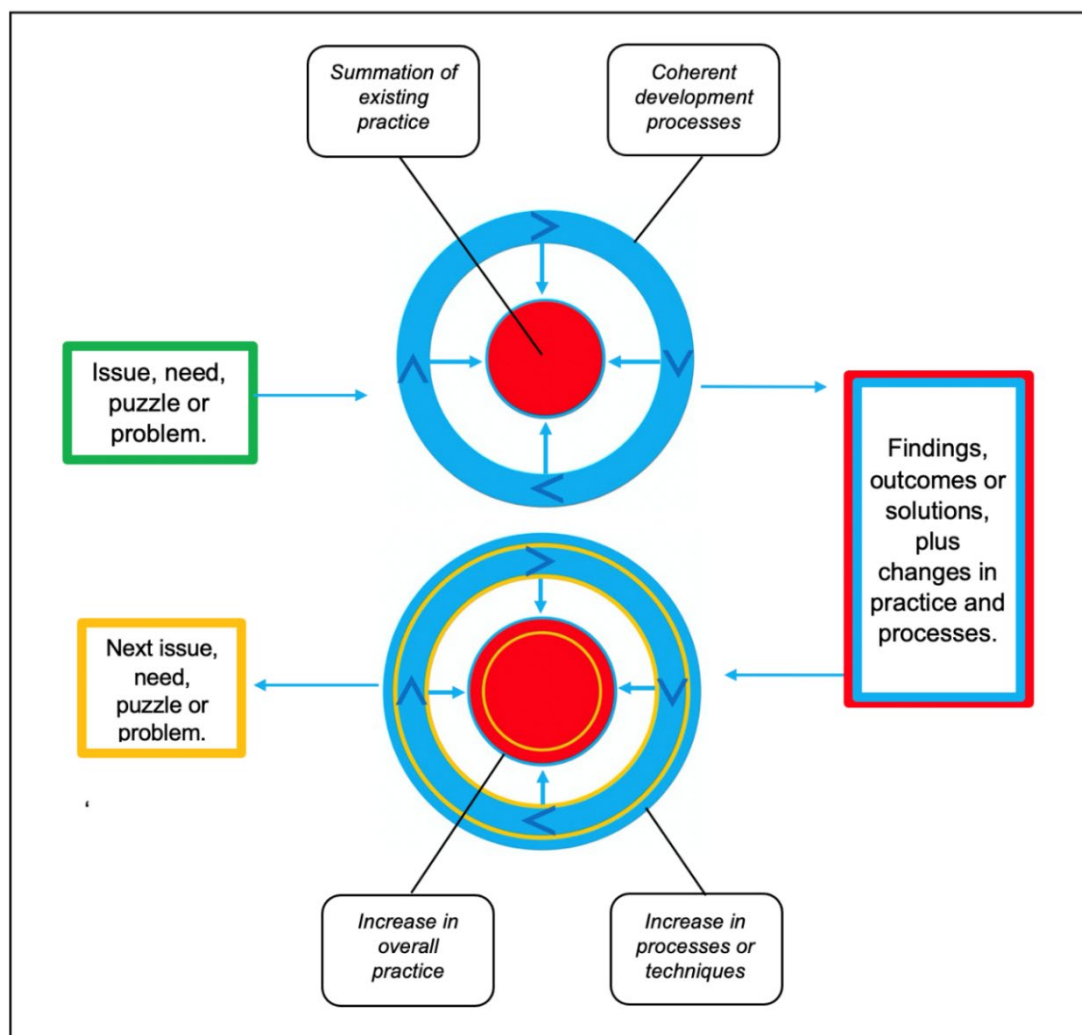 Summation of
existing
practice
Coherent
development
processes
Issue, need,
puzzle or
problem.
Findings,
outcomes or
solutions,
plus
changes in
practice and
processes.
Next issue,
need,
puzzle or
problem.
‘
Increase in
overall
practice
Increase in
processes or
techniques